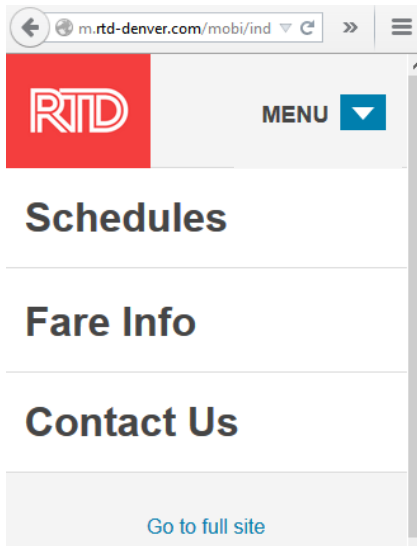 m.rtd-denver.com/mobi/ind
RTD
MENU
Schedules
Fare Info
Contact Us
Go to full site